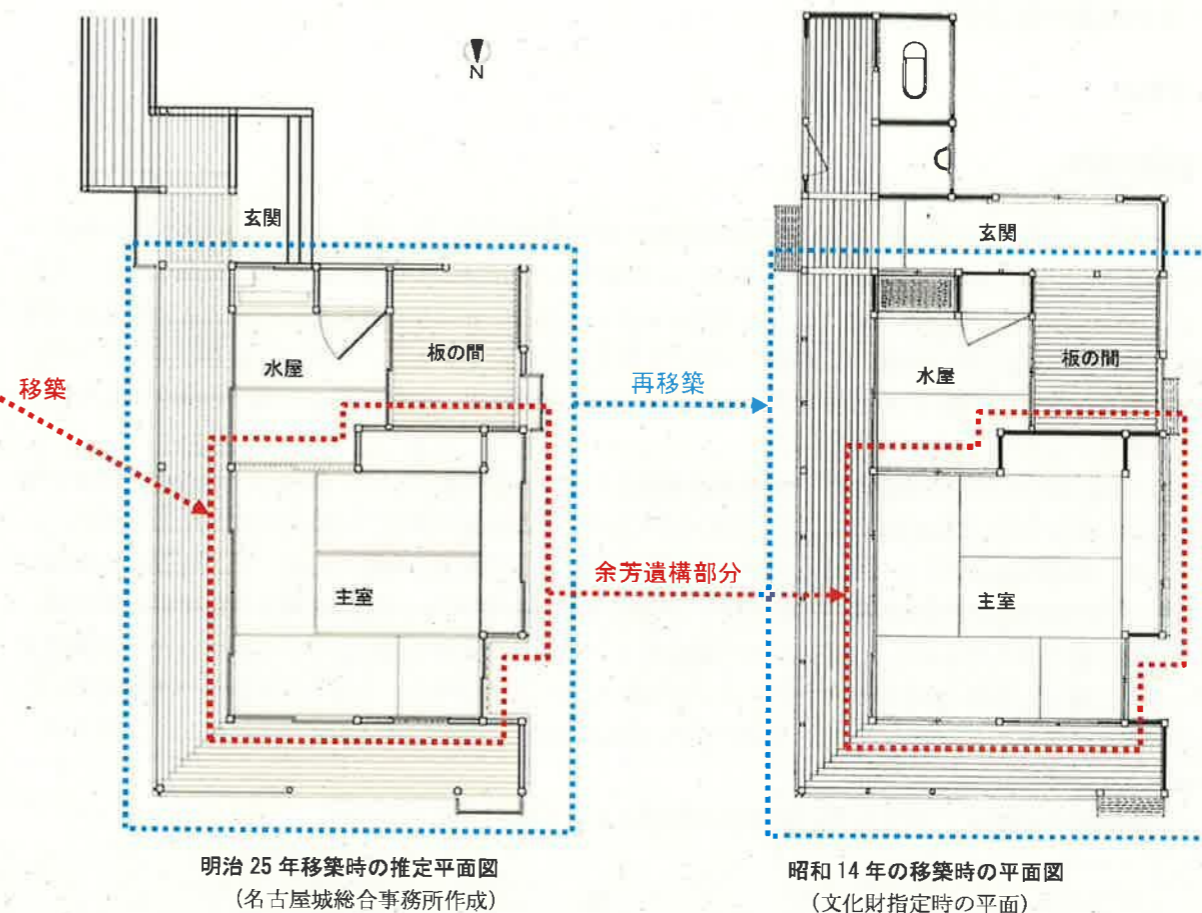 N
玄関
玄関
水屋
板の間
水屋
板の間
移築
再移築
余芳遺構部分
主室
主室
明治25年移築時の推定平面図
(名古屋城総合事務所作成)
昭和14年の移築時の平面図
(文化財指定時の平面)